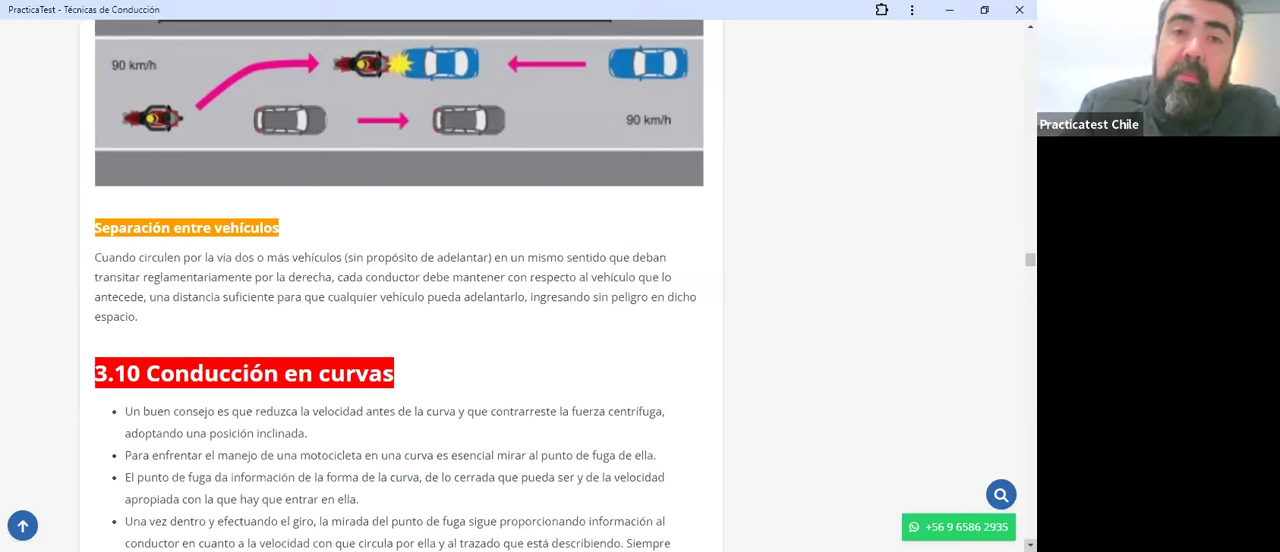 PracticaTest - Técnicas de Conducción
90 km/h
90 km/h
Practicatest Chile
Separación entre vehículos
Cuando circulen por la vía dos o más vehículos (sin propósito de adelantar) en un mismo sentido que deban
transitar reglamentariamente por la derecha, cada conductor debe mantener con respecto al vehículo que lo
antecede, una distancia suficiente para que cualquier vehículo pueda adelantarlo, ingresando sin peligro en dicho
espacio.
3.10 Conducción en curvas
• Un buen consejo es que reduzca la velocidad antes de la curva y que contrarreste la fuerza centrífuga,
adoptando una posición inclinada.
• Para enfrentar el manejo de una motocicleta en una curva es esencial mirar al punto de fuga de ella.
• El punto de fuga da información de la forma de la curva, de lo cerrada que pueda ser y de la velocidad
apropiada con la que hay que entrar en ella.
• Una vez dentro y efectuando el giro, la mirada del punto de fuga sigue proporcionando información al
conductor en cuanto a la velocidad con que circula por ella y al trazado que está describiendo. Siempre
+56 9 6586 2935